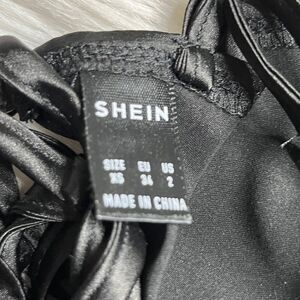 SHEIN
SIZE EU US
XS 34 2
MADE IN CHINA